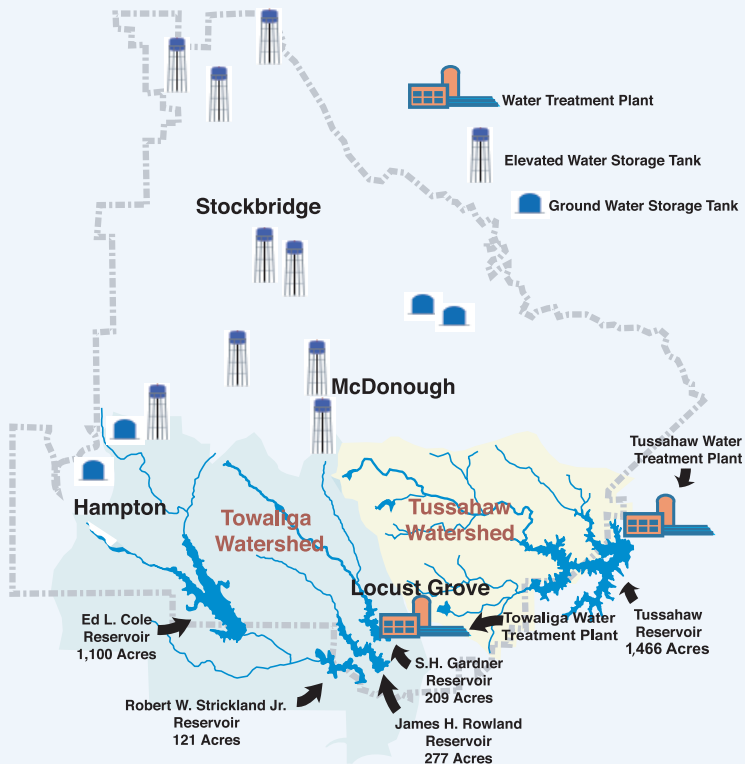 Water Treatment Plant
Elevated Water Storage Tank
Ground Water Storage Tank
Stockbridge
McDonough
Tussahaw Water
Treatment Plant
Hampton
Towaliga
Watershed
Tussahaw
Watershed
Locust Grove
Ed L. Cole
Reservoir
1,100 Acres
Towaliga Water
Treatment Plant
Tussahaw
Reservoir
1,466 Acres
S.H. Gardner
Reservoir
209 Acres
Robert W. Strickland Jr.
Reservoir
121 Acres
James H. Rowland
Reservoir
277 Acres